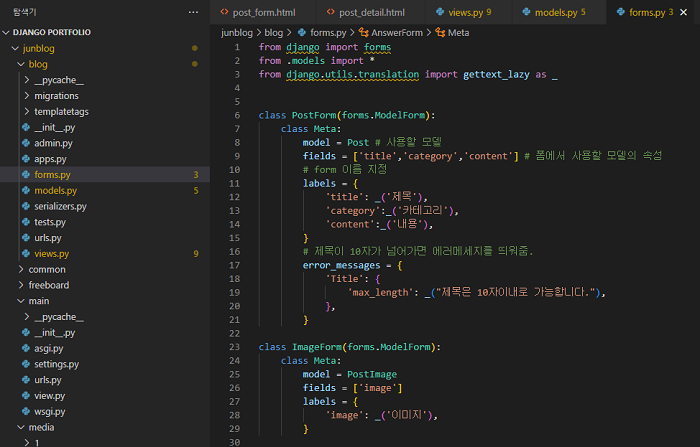 탐색기
DJANGO PORTFOLIO
junblog
blog
__pycache__
migrations
templatetags
__init__.py
admin.py
apps.py
forms.py 3
models.py 5
serializers.py
tests.py
urls.py
views.py 9
common
freeboard
main
__pycache__
__init__.py
asgi.py
settings.py
urls.py
view.py
wsgi.py
media
1
post_form.html post_detail.html views.py 9 models.py 5 forms.py 3
junblog > blog > forms.py > AnswerForm > Meta
1 from django import forms
2 from .models import *
3 from django.utils.translation import gettext_lazy as _
4
5
6 class PostForm(forms.ModelForm):
7 class Meta:
8 model = Post # 사용할 모델
9 fields = ['title','category','content'] # 폼에서 사용할 모델의 속성
10 # form 이름 지정
11 labels = {
12 'title': _('제목'),
13 'category':_('카테고리'),
14 'content':_('내용'),
15 }
16 # 제목이 10자가 넘어가면 에러메세지를 띄워줌.
17 error_messages = {
18 'Title': {
19 'max_length': _("제목은 10자이내로 가능합니다."),
20 },
21 }
22
23 class ImageForm(forms.ModelForm):
24 class Meta:
25 model = PostImage
26 fields = ['image']
27 labels = {
28 'image': _('이미지'),
29 }
30